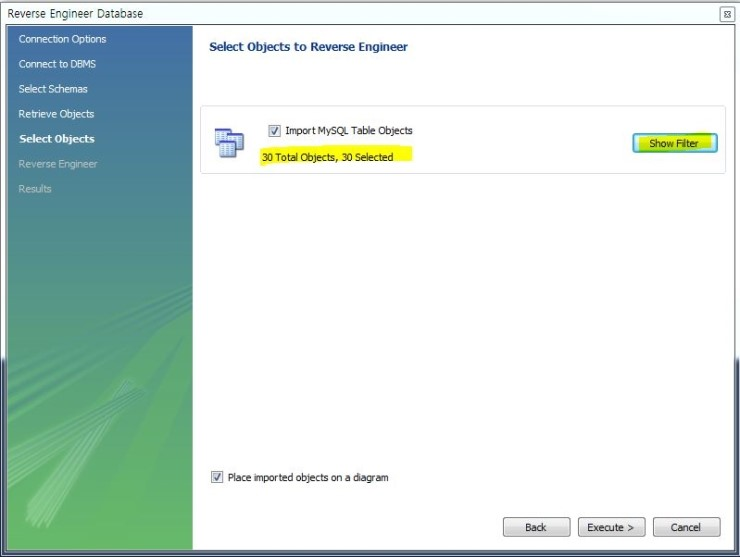 Reverse Engineer Database
Connection Options
Connect to DBMS
Select Schemas
Retrieve Objects
Select Objects
Reverse Engineer
Results
Select Objects to Reverse Engineer
Import MySQL Table Objects
30 Total Objects, 30 Selected
Show Filter
Place imported objects on a diagram
Back
Execute >
Cancel